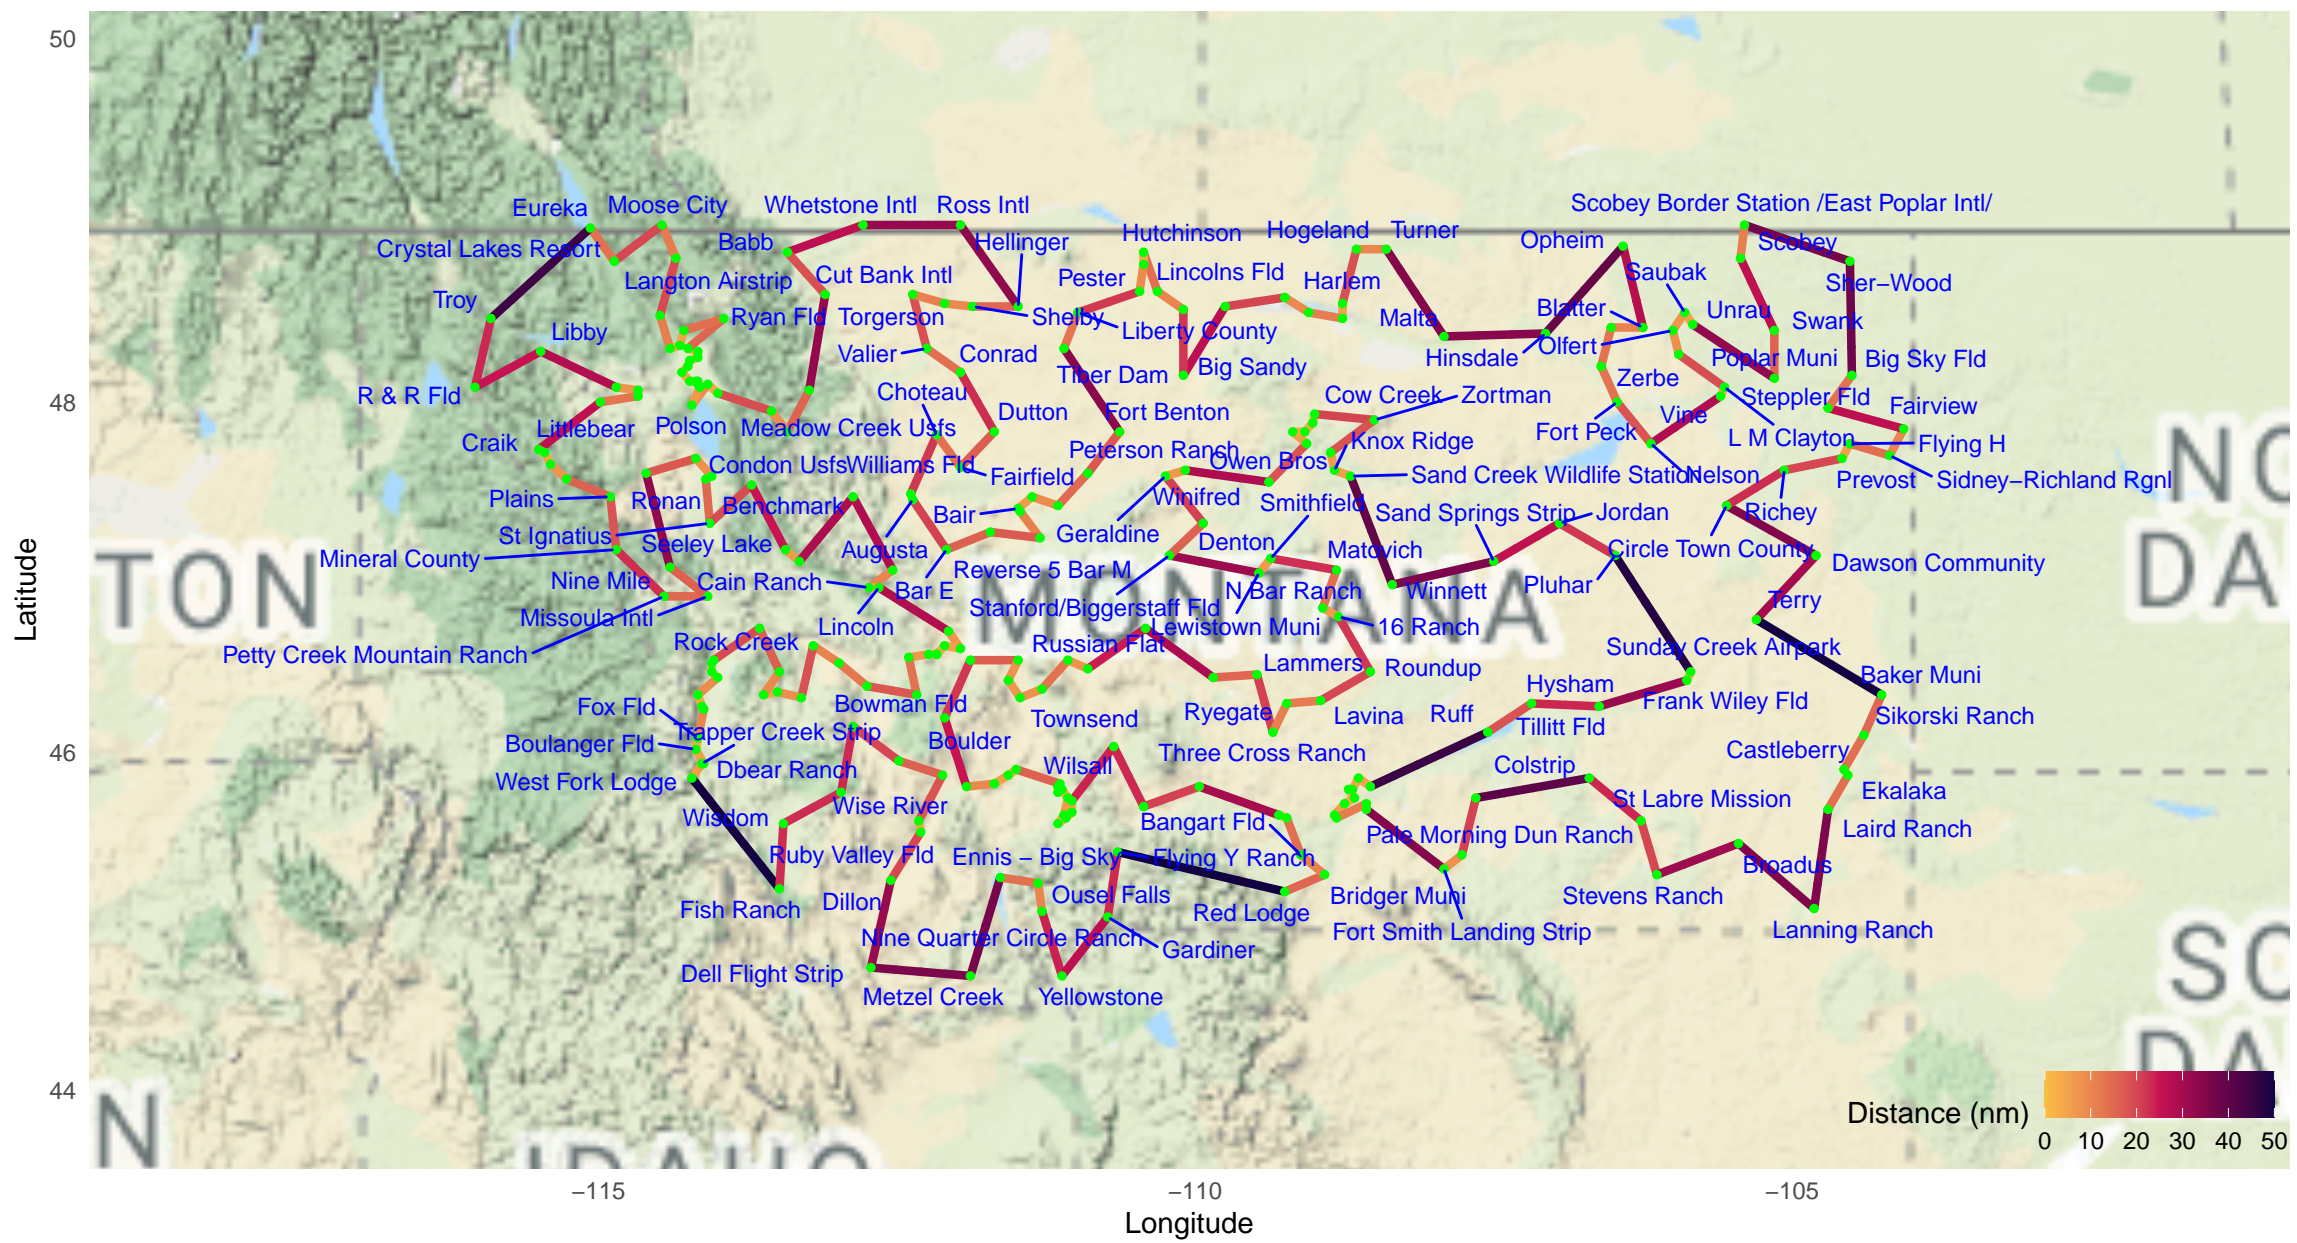 50
48
46
44
Latitude
Scobey Border Station /East Poplar Intl/
Eureka
Moose City
Whetstone Intl
Ross Intl
Crystal Lakes Resort
Babb
Hellinger
Hutchinson
Hogeland
Turner
Opheim
Scobey
Langton Airstrip
Cut Bank Intl
Pester
Lincolns Fld
Harlem
Saubak
Sher−Wood
Troy
Libby
Ryan Fld
Torgerson
Shelby
Liberty County
Malta
Blatter
Unrau
Swank
Valier
Conrad
Tiber Dam
Big Sandy
Hinsdale
Olfert
Poplar Muni
Big Sky Fld
R & R Fld
Choteau
Cow Creek
Zortman
Zerbe
Steppler Fld
Fairview
Craik
Littlebear
Polson
Meadow Creek Usfs
Dutton
Fort Benton
Vine
Fort Peck
L M Clayton
Flying H
Peterson Ranch
Knox Ridge
Condon Usfs
Williams Fld
Fairfield
Owen Bros
Sand Creek Wildlife Station
Nelson
Prevost
Sidney−Richland Rgnl
Plains
Ronan
Benchmark
Bair
Winifred
Smithfield
Sand Springs Strip
Jordan
Richey
St Ignatius
Geraldine
Mineral County
Seeley Lake
Augusta
Denton
Matovich
Circle Town County
Dawson Community
Nine Mile
Cain Ranch
Bar E
Reverse 5 Bar M
N Bar Ranch
Winnett
Pluhar
Terry
Missoula Intl
Lincoln
Stanford/Biggerstaff Fld
Lewistown Muni
16 Ranch
MONTANA
Petty Creek Mountain Ranch
Rock Creek
Russian Flat
Lammers
Roundup
Sunday Creek Airpark
Baker Muni
Fox Fld
Bowman Fld
Townsend
Ryegate
Lavina
Ruff
Hysham
Frank Wiley Fld
Sikorski Ranch
Boulanger Fld
Trapper Creek Strip
Boulder
Three Cross Ranch
Tillitt Fld
Castleberry
West Fork Lodge
Dbear Ranch
Wilsall
Colstrip
Ekalaka
Wisdom
Wise River
Bangart Fld
St Labre Mission
Laird Ranch
Ruby Valley Fld
Ennis − Big Sky
Flying Y Ranch
Pale Morning Dun Ranch
Broadus
Fish Ranch
Dillon
Ousel Falls
Red Lodge
Bridger Muni
Stevens Ranch
Nine Quarter Circle Ranch
Gardiner
Fort Smith Landing Strip
Lanning Ranch
Dell Flight Strip
Metzel Creek
Yellowstone
TON
NO
DA
SO
DA
N
IDAHO
Distance (nm)
0 10 20 30 40 50
−115
−110
−105
Longitude